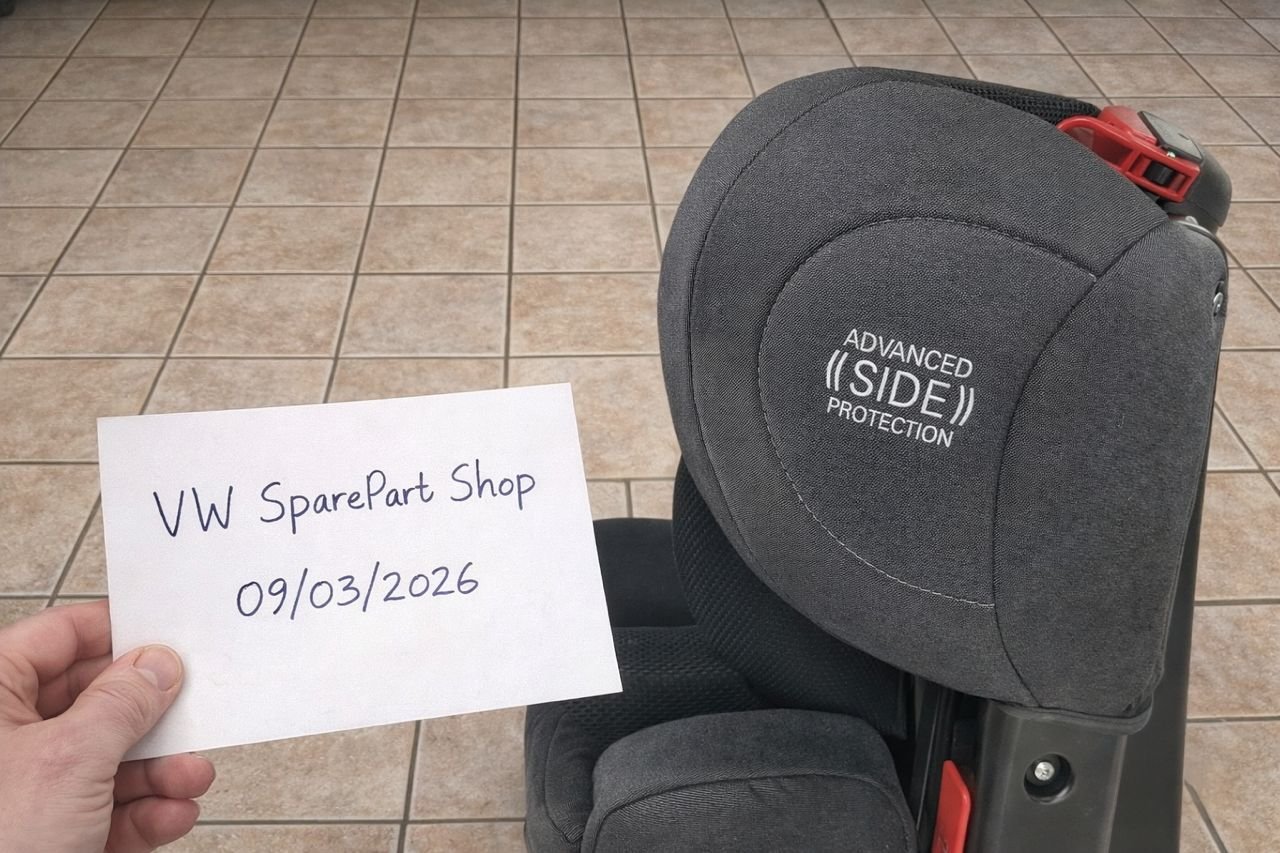 VW SparePart Shop
09/03/2026
ADVANCED
((SIDE))
PROTECTION